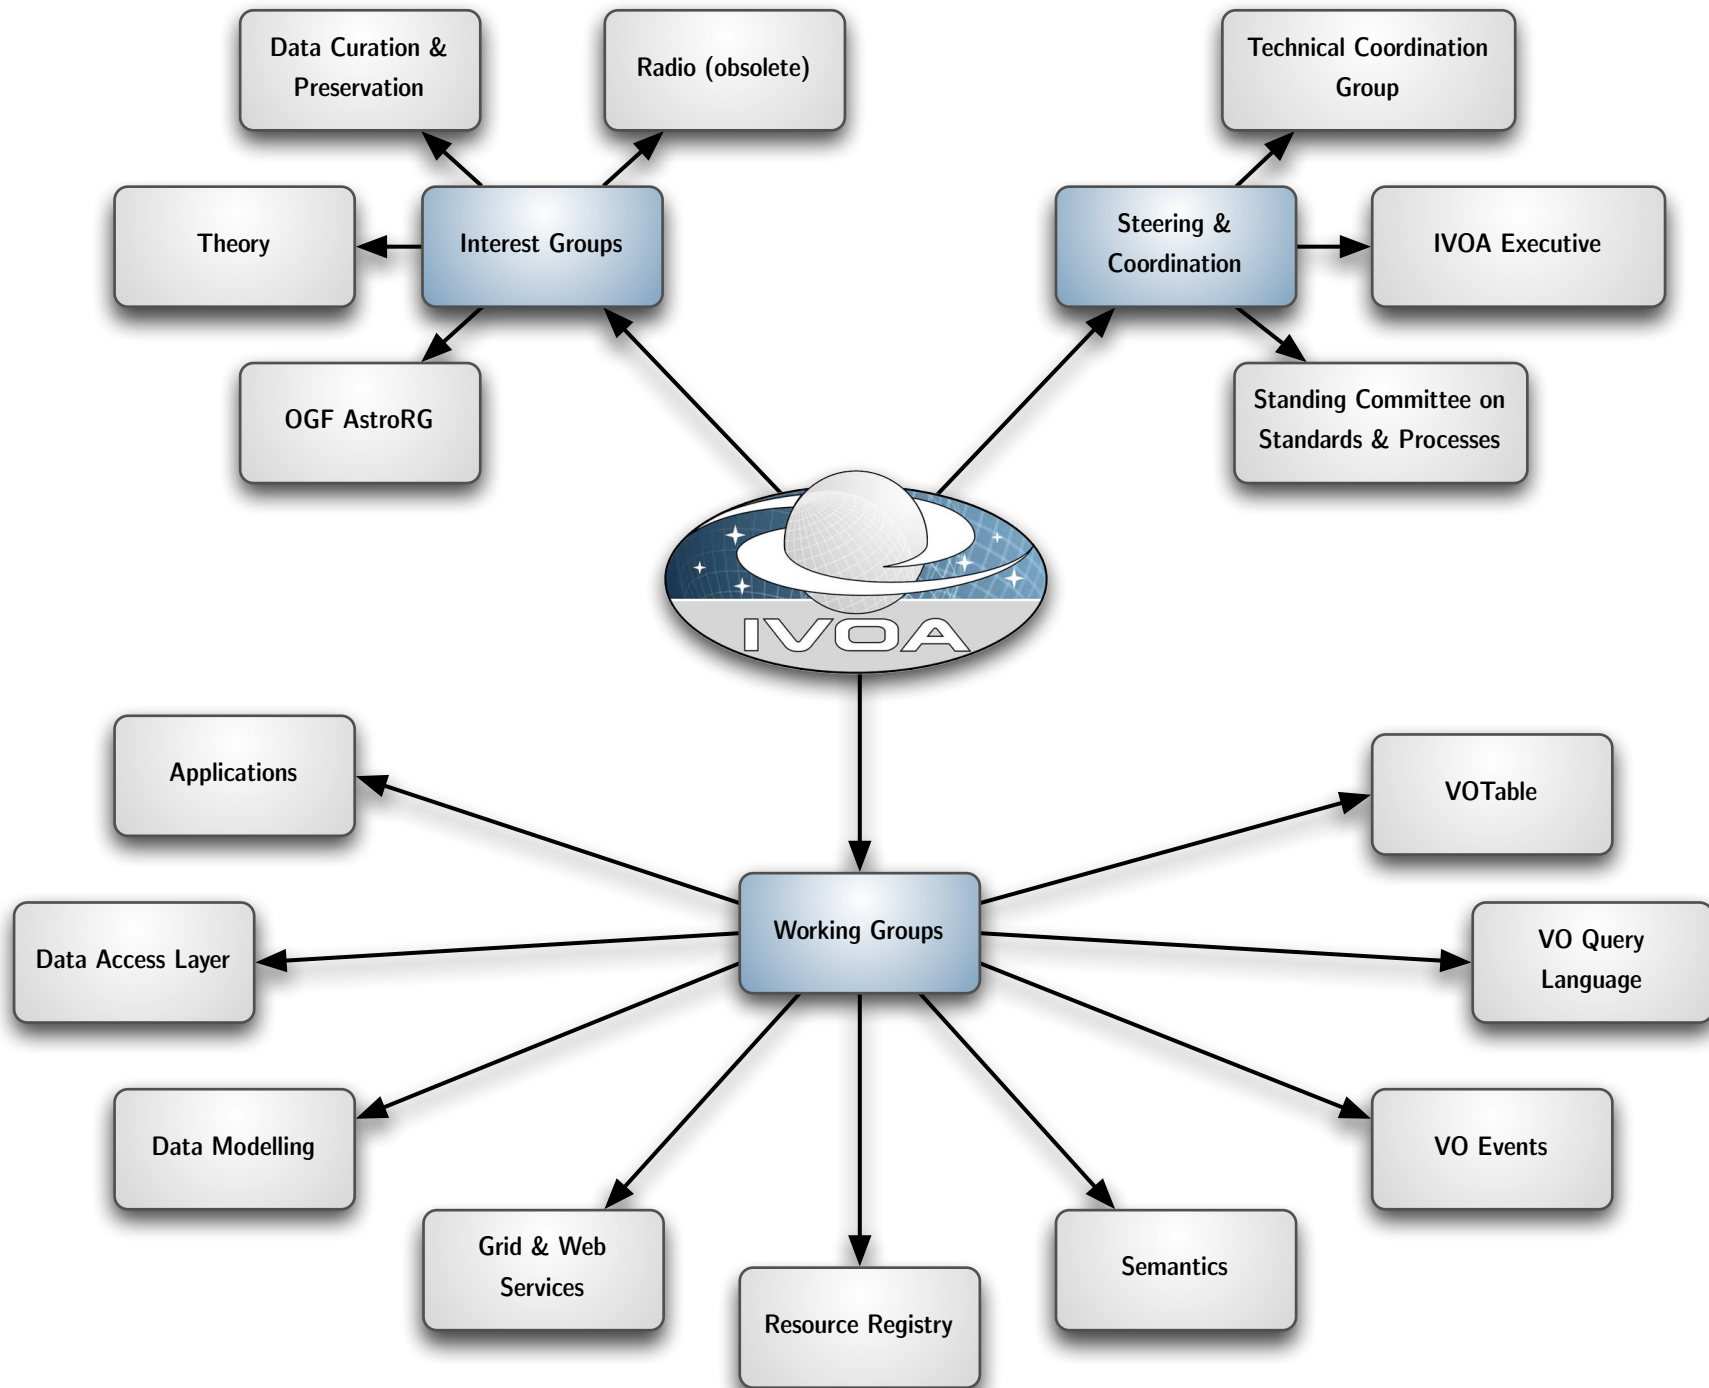 Data Curation &
Preservation
Radio (obsolete)
Technical Coordination
Group
Theory
Interest Groups
Steering &
Coordination
IVOA Executive
OGF AstroRG
Standing Committee on
Standards & Processes
IVOA
Applications
VOTable
Working Groups
Data Access Layer
VO Query
Language
Data Modelling
VO Events
Grid & Web
Services
Resource Registry
Semantics